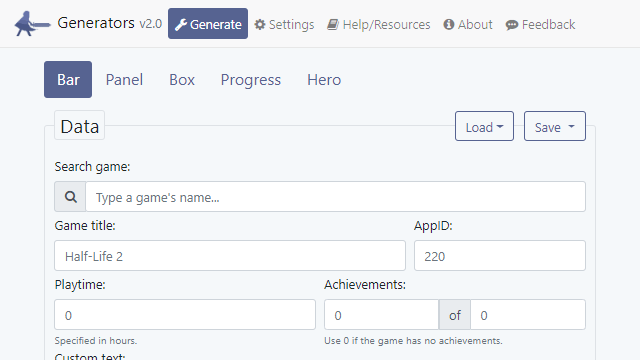 Generators v2.0 Generate Settings Help/Resources About Feedback
Bar Panel Box Progress Hero
Data Load Save
Search game:
Type a game's name...
Game title: AppID:
Half-Life 2 220
Playtime: Achievements:
0 0 of 0
Specified in hours. Use 0 if the game has no achievements.
Custom text: